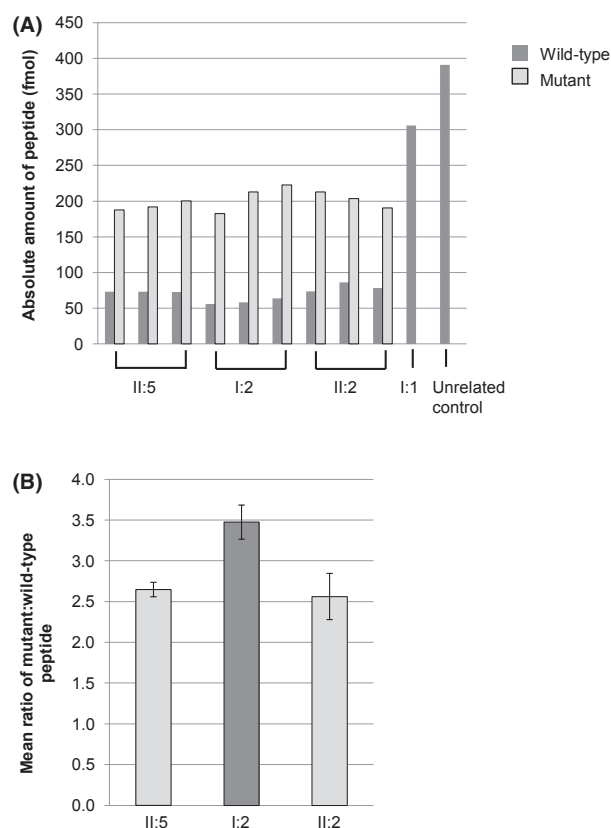 (A)
450
400
350
300
250
200
150
100
50
0
Absolute amount of peptide (fmol)
Wild-type
Mutant
II:5
I:2
II:2
I:1
Unrelated
control
(B)
4.0
3.5
3.0
2.5
2.0
1.5
1.0
0.5
0.0
Mean ratio of mutant:wild-type
peptide
II:5
I:2
II:2